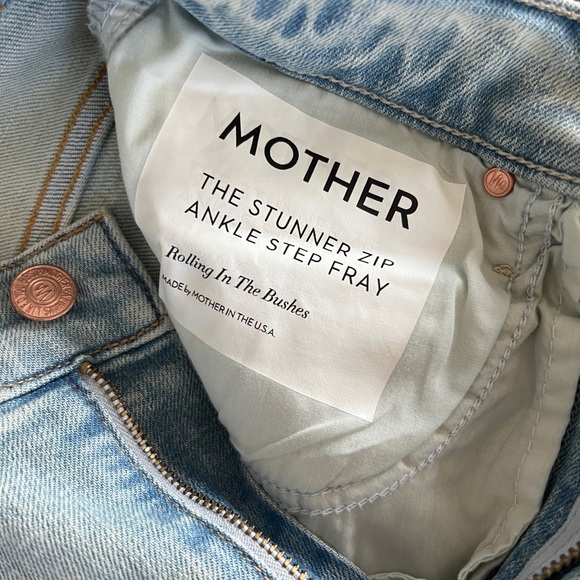 MOTHER
THE STUNNER ZIP
ANKLE STEP FRAY
Rolling In The Bushes
MADE by MOTHER IN THE U.S.A.